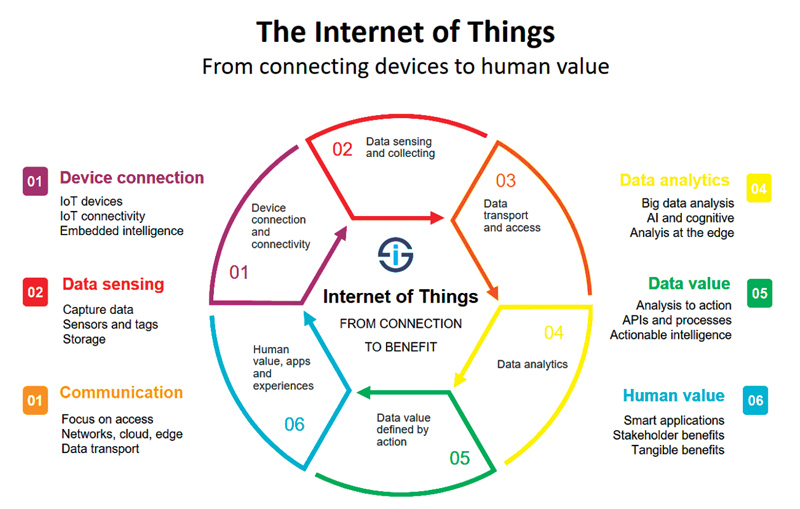 The Internet of Things
From connecting devices to human value
01 Device connection
IoT devices
IoT connectivity
Embedded intelligence
02 Data sensing
Capture data
Sensors and tags
Storage
01 Communication
Focus on access
Networks, cloud, edge
Data transport
02 Data sensing
and collecting
03
Data
transport
and access
Device
connection
and
connectivity
01
SiS
Internet of Things
FROM CONNECTION
TO BENEFIT
04
Data analytics
Human
value, apps
and
experiences
06
Data value
defined by
action
05
Data analytics 04
Big data analysis
AI and cognitive
Analyis at the edge
Data value 05
Analysis to action
APIs and processes
Actionable intelligence
Human value 06
Smart applications
Stakeholder benefits
Tangible benefits